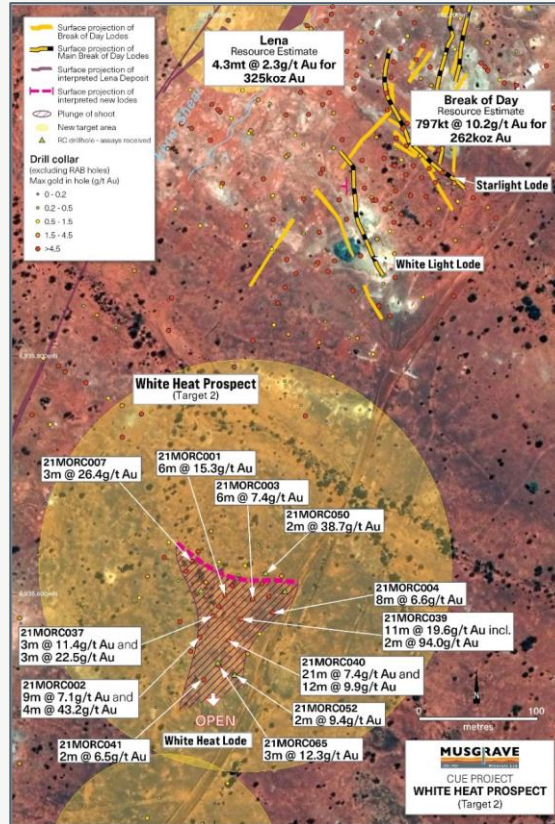 Surface projection of
Break of Day Lodes
Surface projection of
Main Break of Day Lodes
Surface projection of
interpreted Lena Deposit
Surface projection of
interpreted new lodes
Plunge of shoot
New target area
RC drillhole - assays received
Drill collar
(excluding RAB holes)
Max gold in hole (g/t Au)
0 - 0.2
0.2 - 0.5
0.5 - 1.5
1.5 - 4.5
>4.5
Lena
Resource Estimate
4.3mt @ 2.3g/t Au for
325koz Au
Break of Day
Resource Estimate
797kt @ 10.2g/t Au for
262koz Au
Starlight Lode
White Light Lode
White Heat Prospect
(Target 2)
21MORC007
3m @ 26.4g/t Au
21MORC001
6m @ 15.3g/t Au
21MORC003
6m @ 7.4g/t Au
21MORC050
2m @ 38.7g/t Au
21MORC004
8m @ 6.6g/t Au
21MORC039
11m @ 19.6g/t Au incl.
2m @ 94.0g/t Au
21MORC037
3m @ 11.4g/t Au and
3m @ 22.5g/t Au
21MORC040
21m @ 7.4g/t Au and
12m @ 9.9g/t Au
21MORC002
9m @ 7.1g/t Au and
4m @ 43.2g/t Au
21MORC052
2m @ 9.4g/t Au
OPEN
21MORC041
2m @ 6.5g/t Au
White Heat Lode
21MORC065
3m @ 12.3g/t Au
0
100
metres
MUSGRAVE
Minerals Ltd
CUE PROJECT
WHITE HEAT PROSPECT
(Target 2)